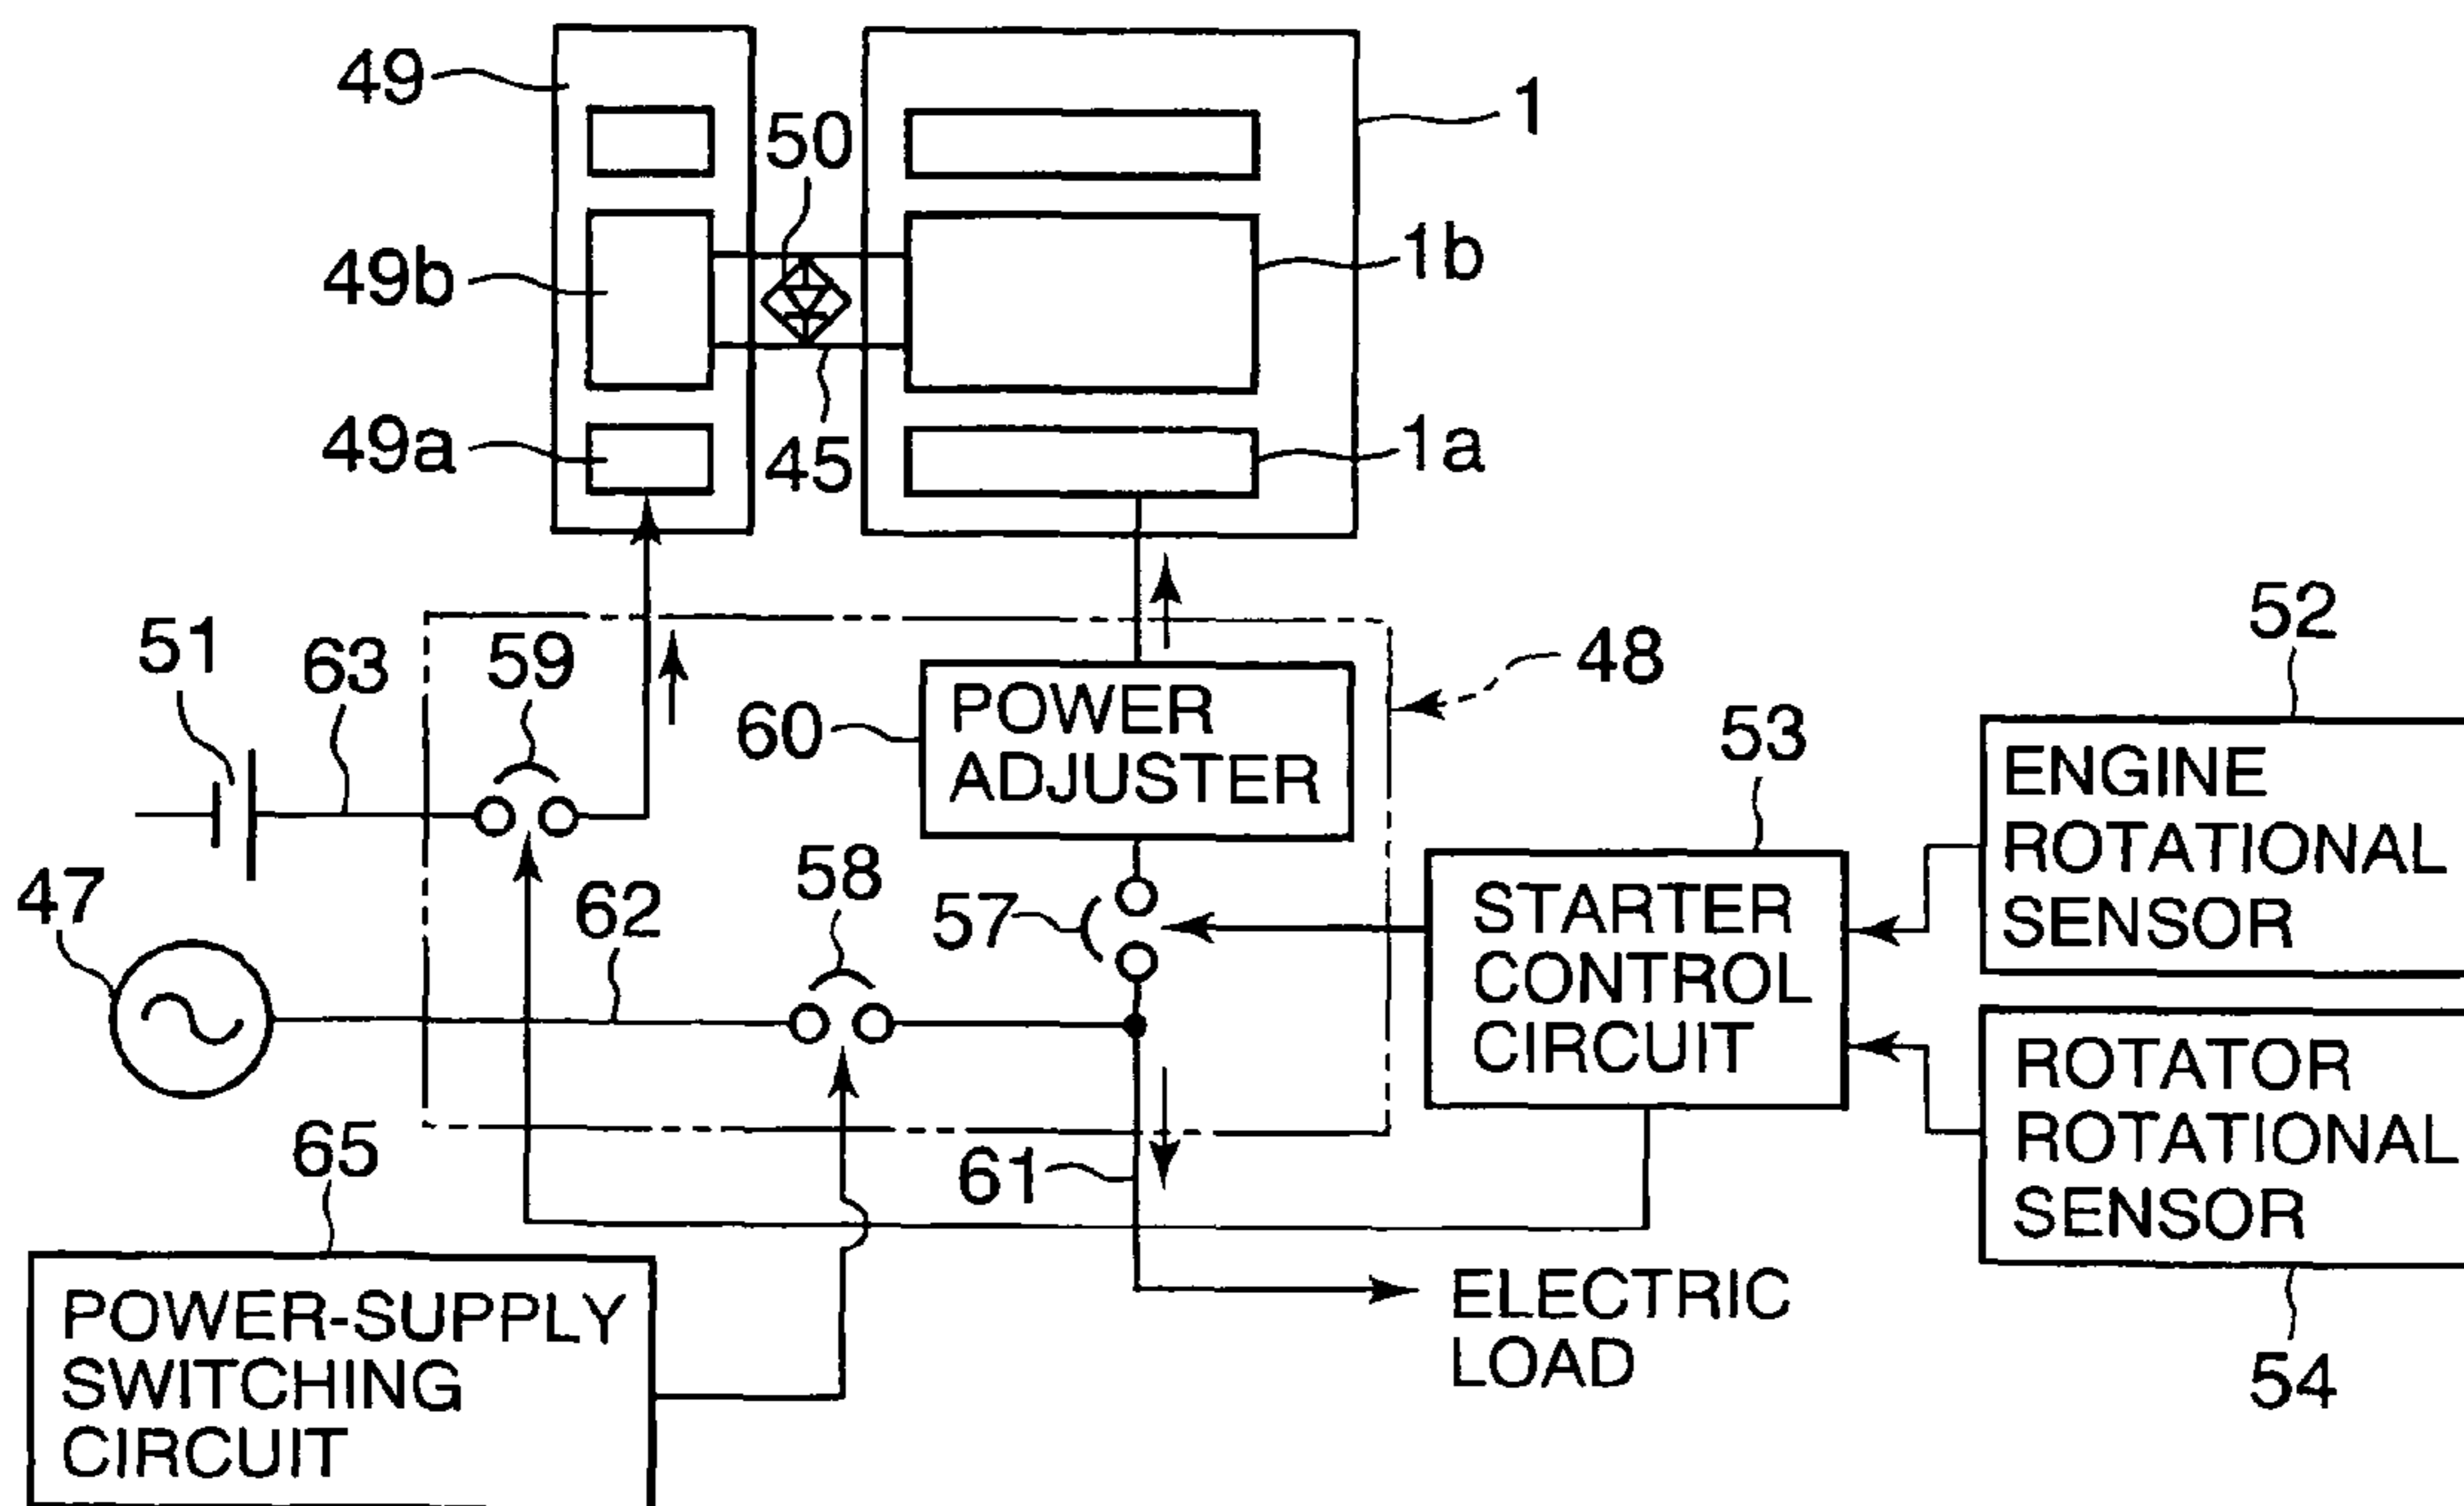 49
50
1
49b
1b
49a
45
1a
51
63
59
48
52
60
POWER
ADJUSTER
53
ENGINE
ROTATIONAL
SENSOR
47
62
58
57
STARTER
CONTROL
CIRCUIT
ROTATOR
ROTATIONAL
SENSOR
65
61
54
POWER-SUPPLY
SWITCHING
CIRCUIT
ELECTRIC
LOAD